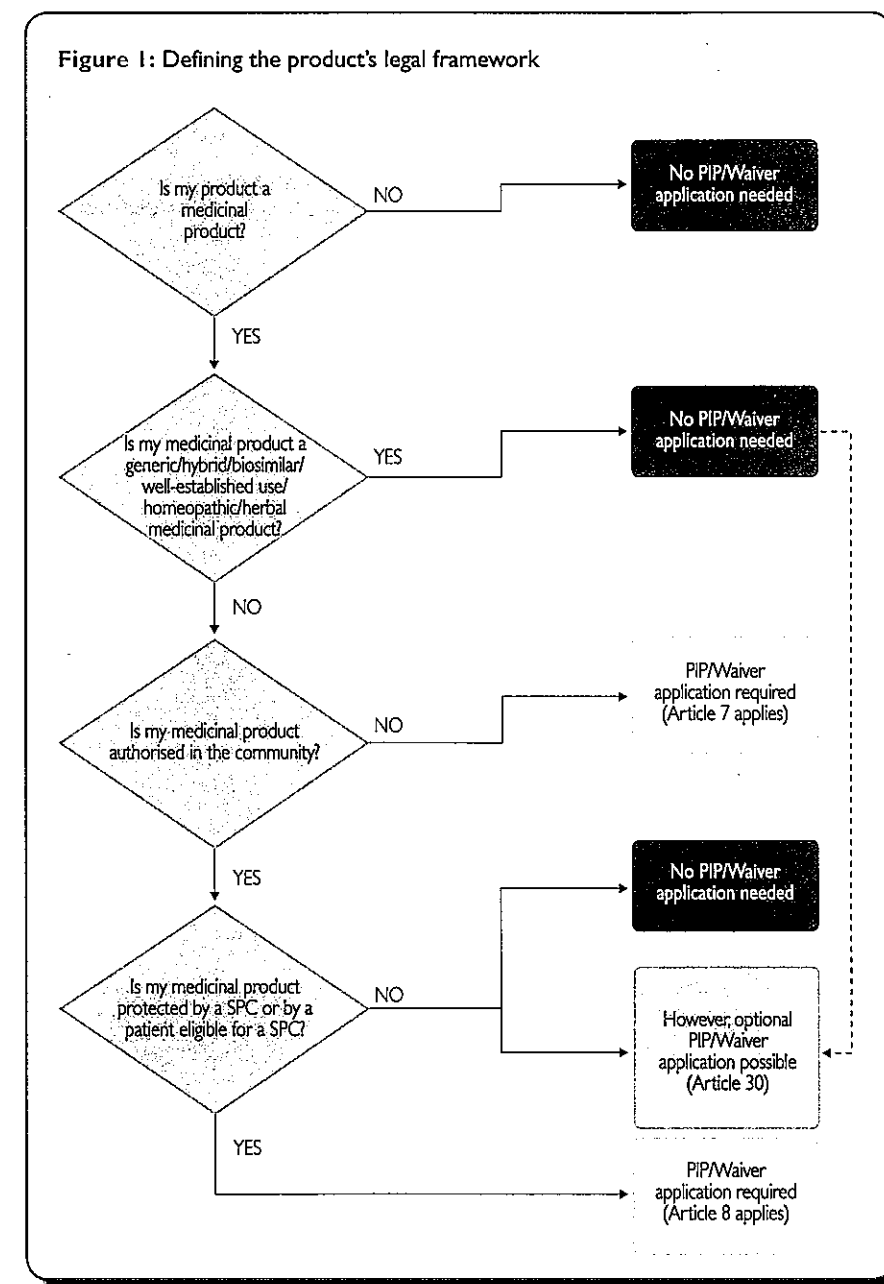 Figure 1: Defining the product's legal framework
Is my product a
medicinal
product?
NO
No PIP/Waiver
application needed
YES
Is my medicinal product a
generic/hybrid/biosimilar/
well-established use/
homeopathic/herbal
medicinal product?
YES
No PIP/Waiver
application needed
NO
Is my medicinal product
authorised in the community?
NO
PIP/Waiver
application required
(Article 7 applies)
YES
No PIP/Waiver
application needed
Is my medicinal product
protected by a SPC or by a
patient eligible for a SPC?
NO
However, optional
PIP/Waiver
application possible
(Article 30)
YES
PIP/Waiver
application required
(Article 8 applies)